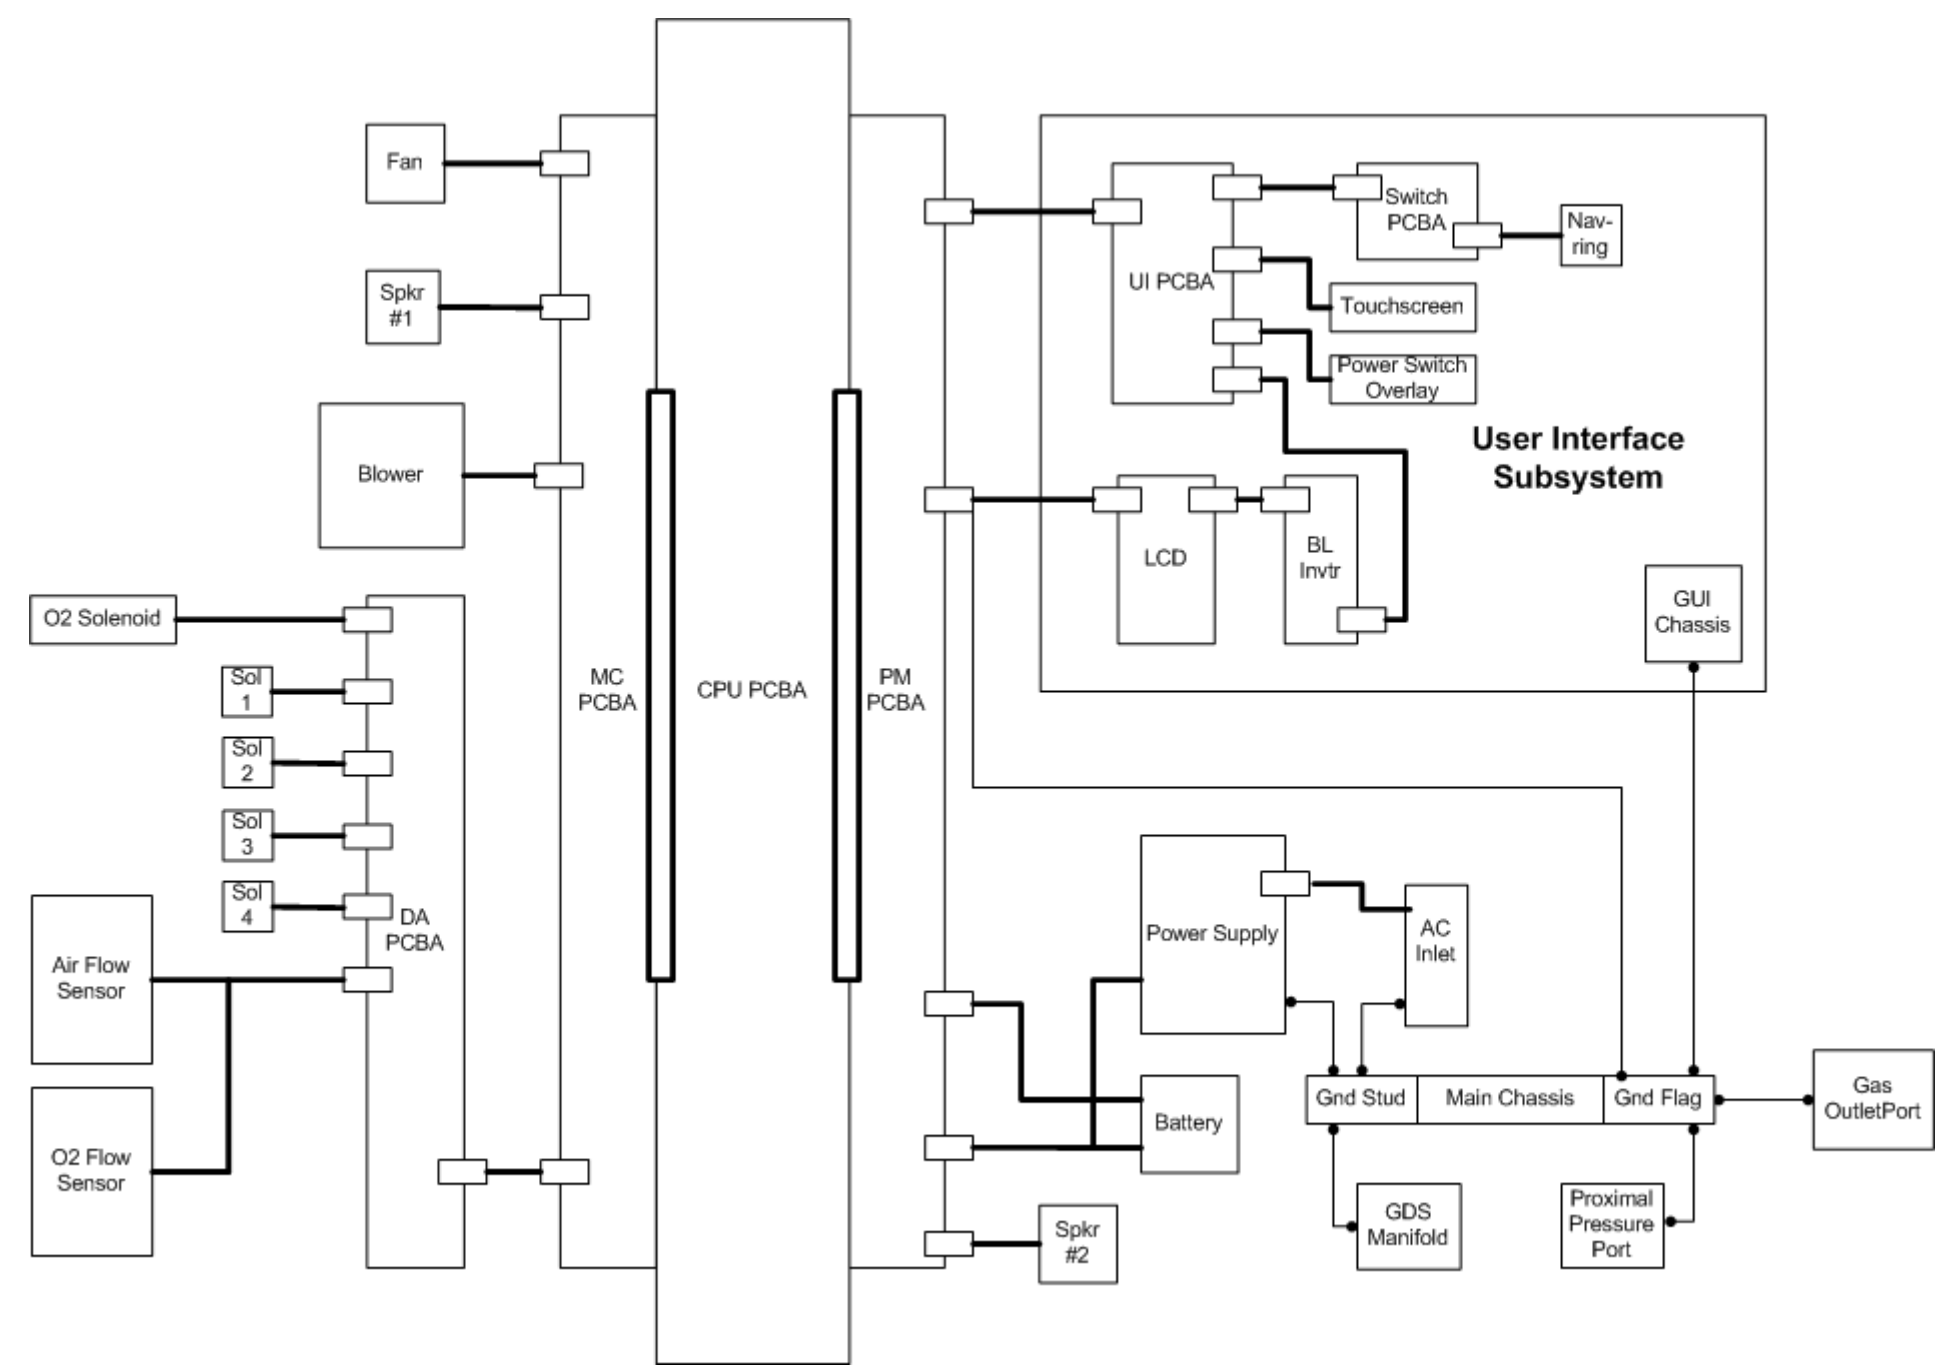 Fan
Spkr
#1
Blower
O2 Solenoid
Sol
1
Sol
2
Sol
3
Sol
4
Air Flow
Sensor
O2 Flow
Sensor
DA
PCBA
MC
PCBA
CPU PCBA
PM
PCBA
UI PCBA
Switch
PCBA
Nav-
ring
Touchscreen
Power Switch
Overlay
User Interface
Subsystem
LCD
BL
Invtr
GUI
Chassis
Power Supply
AC
Inlet
Battery
Gnd Stud
Main Chassis
Gnd Flag
Gas
OutletPort
Spkr
#2
GDS
Manifold
Proximal
Pressure
Port